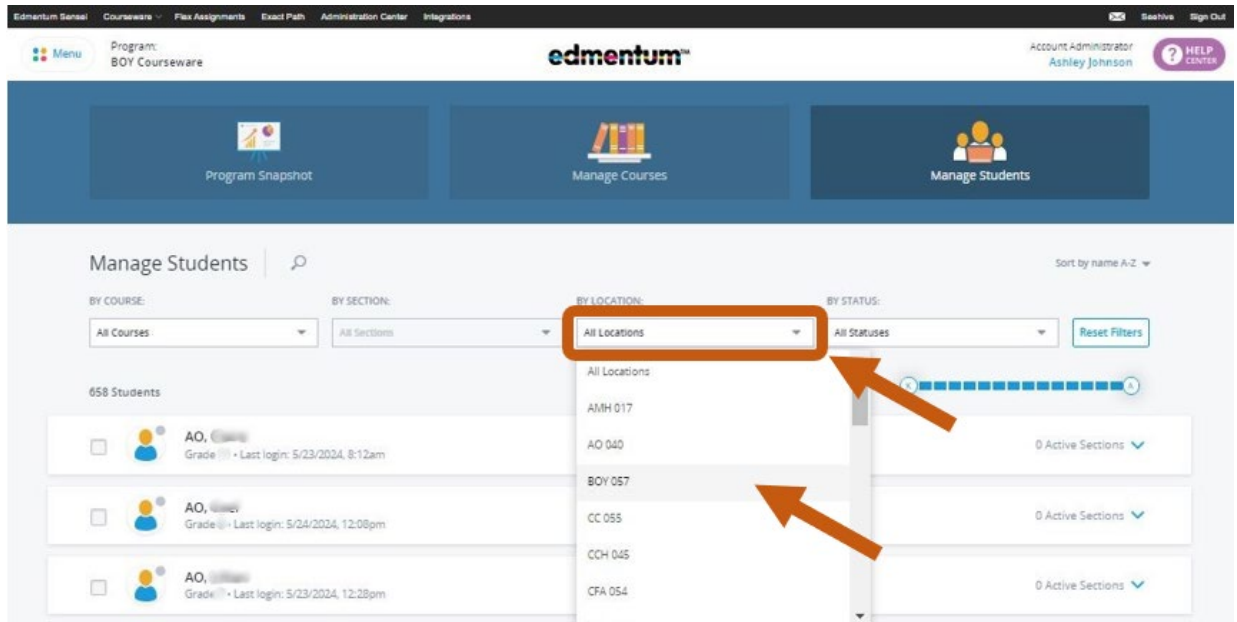 Edmentum Sensei Courseware Flex Assignments Exact Path Administration Center Integrations Seehive Sign Out
Menu
Program:
BOY Courseware
edmentum™
Account Administrator
Ashley Johnson
? HELP CENTER
Program Snapshot
Manage Courses
Manage Students
Manage Students
Sort by name A-Z
BY COURSE: BY SECTION: BY LOCATION: BY STATUS:
All Courses All Sections All Locations All Statuses Reset Filters
658 Students
K A
All Locations
AMH 017
AO 040
BOY 057
CC 055
CCH 045
CFA 054
AO,
Grade • Last login: 5/23/2024, 8:12am
0 Active Sections
AO,
Grade • Last login: 5/24/2024, 12:08pm
0 Active Sections
AO,
Grade • Last login: 5/23/2024, 12:28pm
0 Active Sections